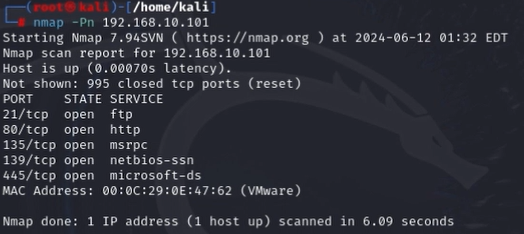 ┌──(root㉿kali)-[/home/kali]
└─# nmap -Pn 192.168.10.101
Starting Nmap 7.94SVN ( https://nmap.org ) at 2024-06-12 01:32 EDT
Nmap scan report for 192.168.10.101
Host is up (0.00070s latency).
Not shown: 995 closed tcp ports (reset)
PORT    STATE SERVICE
21/tcp  open  ftp
80/tcp  open  http
135/tcp open  msrpc
139/tcp open  netbios-ssn
445/tcp open  microsoft-ds
MAC Address: 00:0C:29:0E:47:62 (VMware)
Nmap done: 1 IP address (1 host up) scanned in 6.09 seconds